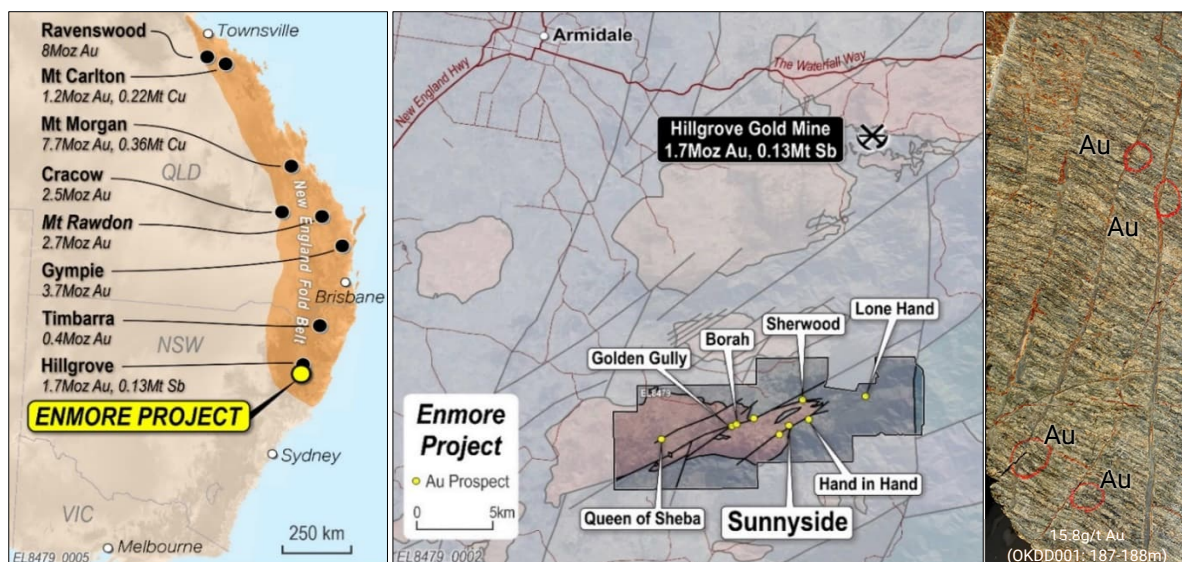 Ravenswood
8Moz Au
Townsville
Mt Carlton
1.2Moz Au, 0.22Mt Cu
Mt Morgan
7.7Moz Au, 0.36Mt Cu
QLD
Cracow
2.5Moz Au
Mt Rawdon
2.7Moz Au
New England Fold Belt
Gympie
3.7Moz Au
Brisbane
Timbarra
0.4Moz Au
NSW
Hillgrove
1.7Moz Au, 0.13Mt Sb
ENMORE PROJECT
Sydney
VIC
250 km
Melbourne
EL8479_0005
Armidale
New England Hwy
The Waterfall Way
Hillgrove Gold Mine
1.7Moz Au, 0.13Mt Sb
Lone Hand
Sherwood
Borah
Golden Gully
EL8479
Enmore
Project
Au Prospect
0 5km
Hand in Hand
Queen of Sheba
Sunnyside
EL8479_0002
Au
Au
Au
Au
15.8g/t Au
(OKDD001: 187-188m)